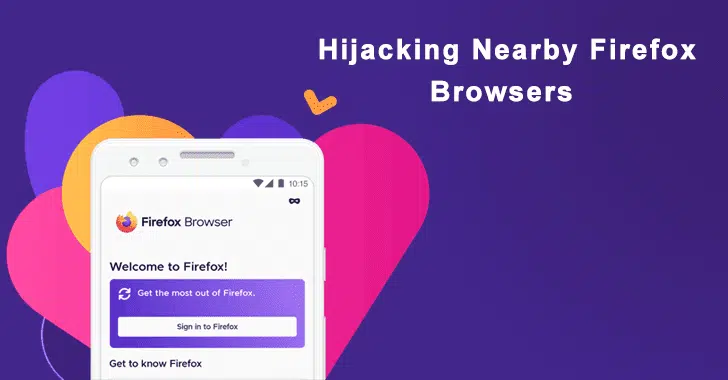 Hijacking Nearby Firefox
Browsers
10:15
Firefox Browser
Welcome to Firefox!
Get the most out of Firefox.
Sign in to Firefox
Get to know Firefox